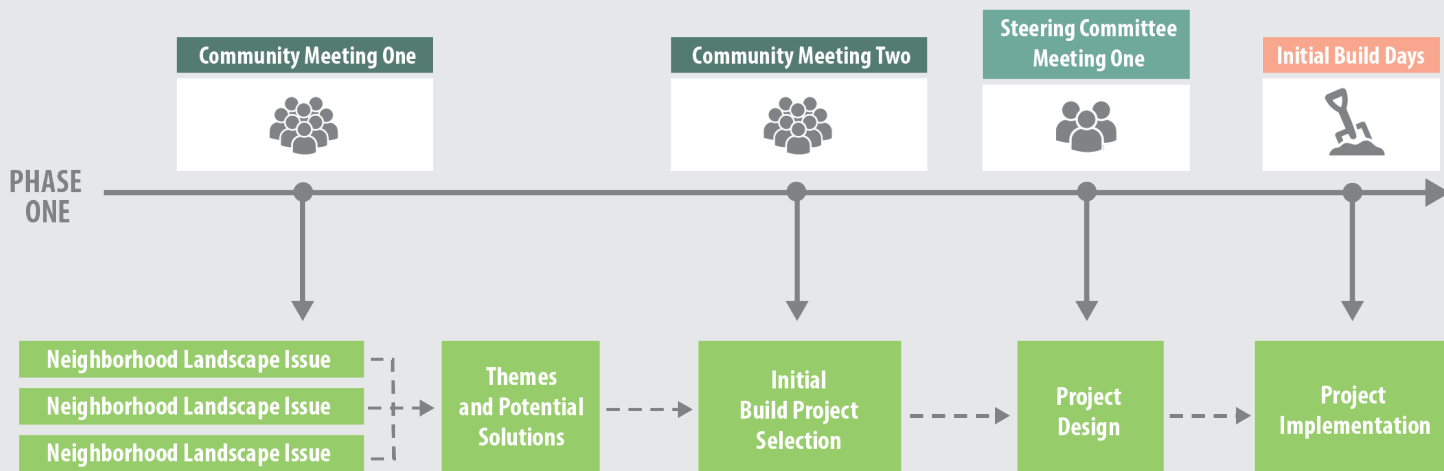 Community Meeting One
Community Meeting Two
Steering Committee
Meeting One
Initial Build Days
PHASE
ONE
Neighborhood Landscape Issue
Neighborhood Landscape Issue
Neighborhood Landscape Issue
Themes
and Potential
Solutions
Initial
Build Project
Selection
Project
Design
Project
Implementation